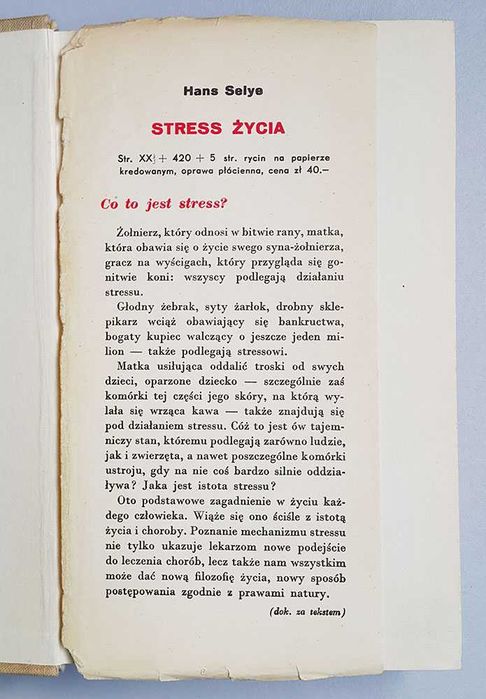 Hans Selye
STRESS ŻYCIA
Str. XXI + 420 + 5 str. rycin na papierze
kredowanym, oprawa płócienna, cena zł 40.—
Co to jest stress?
Żołnierz, który odnosi w bitwie rany, matka,
która obawia się o życie swego syna-żołnierza,
gracz na wyścigach, który przygląda się go-
nitwie koni: wszyscy podlegają działaniu
stressu.
Głodny żebrak, syty żarłok, drobny skle-
pikarz wciąż obawiający się bankructwa,
bogaty kupiec walczący o jeszcze jeden mi-
lion — także podlegają stressowi.
Matka usiłująca oddalić troski od swych
dzieci, oparzone dziecko — szczególnie zaś
komórki tej części jego skóry, na którą wy-
lała się wrząca kawa — także znajdują się
pod działaniem stressu. Cóż to jest ów tajem-
niczy stan, któremu podlegają zarówno ludzie,
jak i zwierzęta, a nawet poszczególne komórki
ustroju, gdy na nie coś bardzo silnie oddzia-
ływa? Jaka jest istota stressu?
Oto podstawowe zagadnienie w życiu każ-
dego człowieka. Wiąże się ono ściśle z istotą
życia i choroby. Poznanie mechanizmu stressu
nie tylko ukazuje lekarzom nowe podejście
do leczenia chorób, lecz także nam wszystkim
może dać nową filozofię życia, nowy sposób
postępowania zgodnie z prawami natury.
(dok. za tekstem)